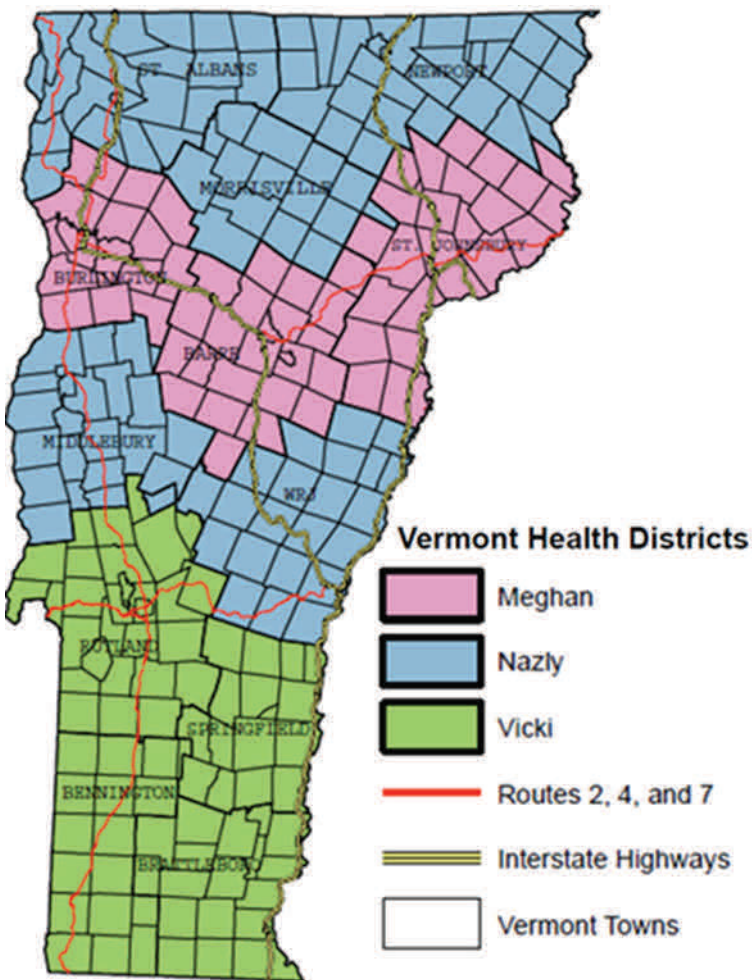 ST. ALBANS
NEWPORT
MORRISVILLE
ST. JOHNSBURY
BURLINGTON
BARRE
MIDDLEBURY
WRJ
Vermont Health Districts
Meghan
Nazly
RUTLAND
Vicki
SPRINGFIELD
Routes 2, 4, and 7
BENNINGTON
Interstate Highways
BRATTLEBORO
Vermont Towns